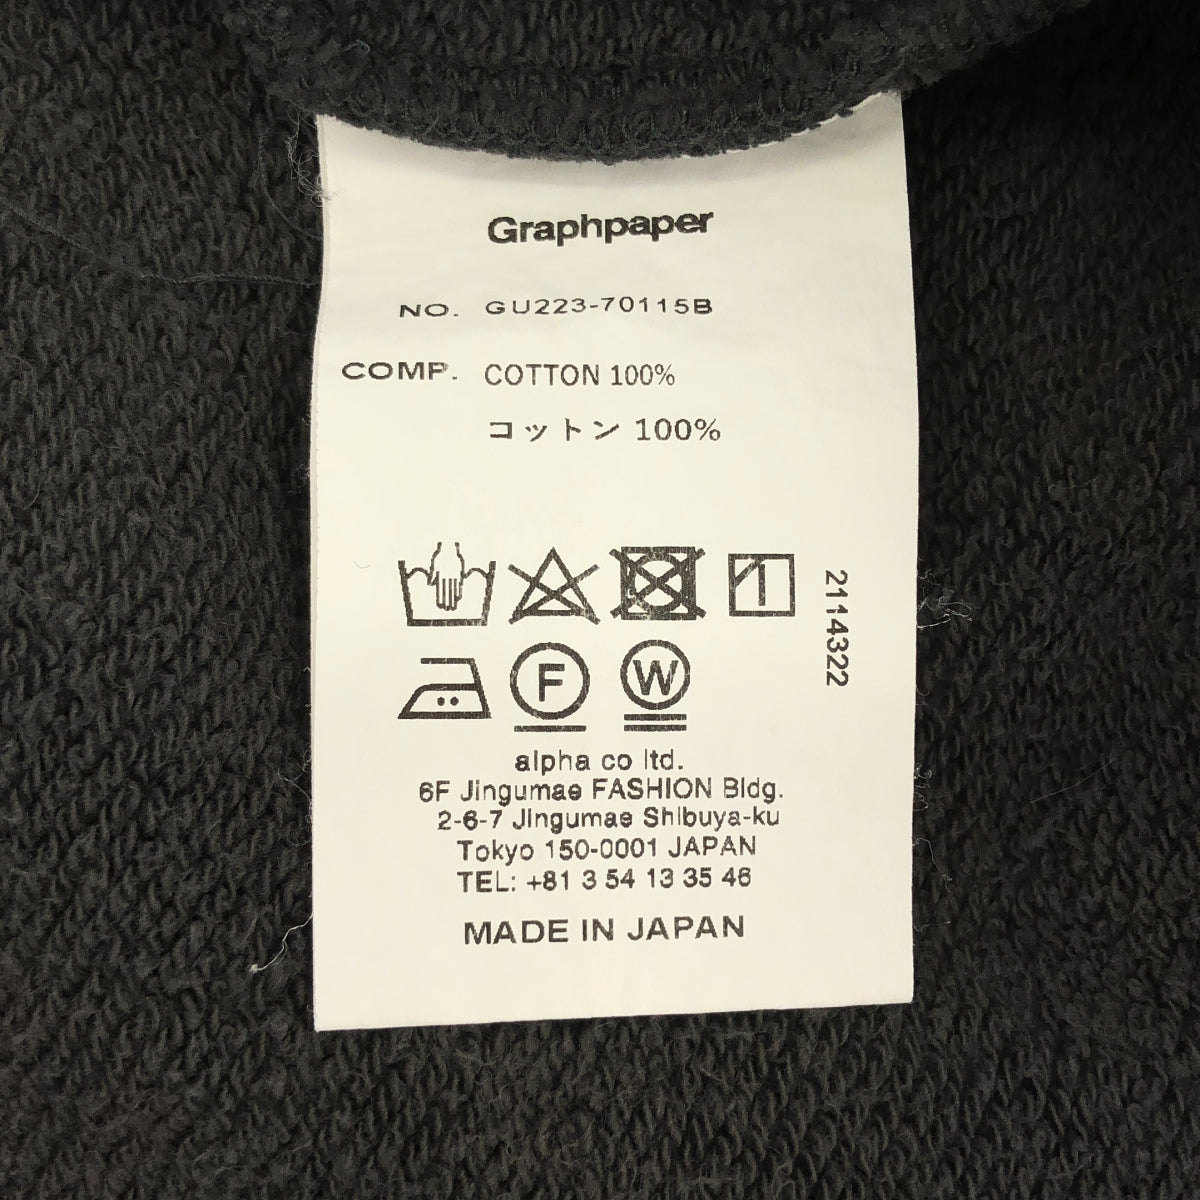 Graphpaper
NO. GU223-70115B
COMP. COTTON 100%
コットン 100%
2114322
F
W
alpha co ltd.
6F Jingumae FASHION Bldg.
2-6-7 Jingumae Shibuya-ku
Tokyo 150-0001 JAPAN
TEL: +81 3 54 13 35 46
MADE IN JAPAN